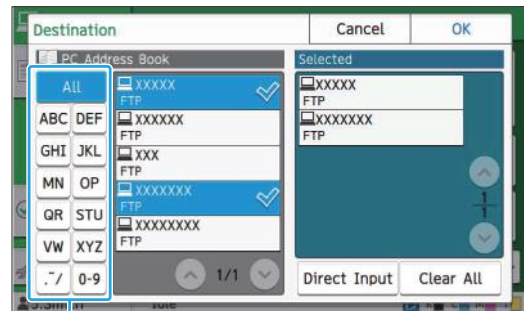 Destination
Cancel
OK
PC Address Book
Selected
All
ABC DEF
GHI JKL
MN OP
QR STU
VW XYZ
.~/ 0-9
XXXXX
FTP
XXXXXX
FTP
XXX
FTP
XXXXXXX
FTP
XXXXXXXX
FTP
1/1
XXXXX
FTP
XXXXXXX
FTP
1
1
Direct Input
Clear All